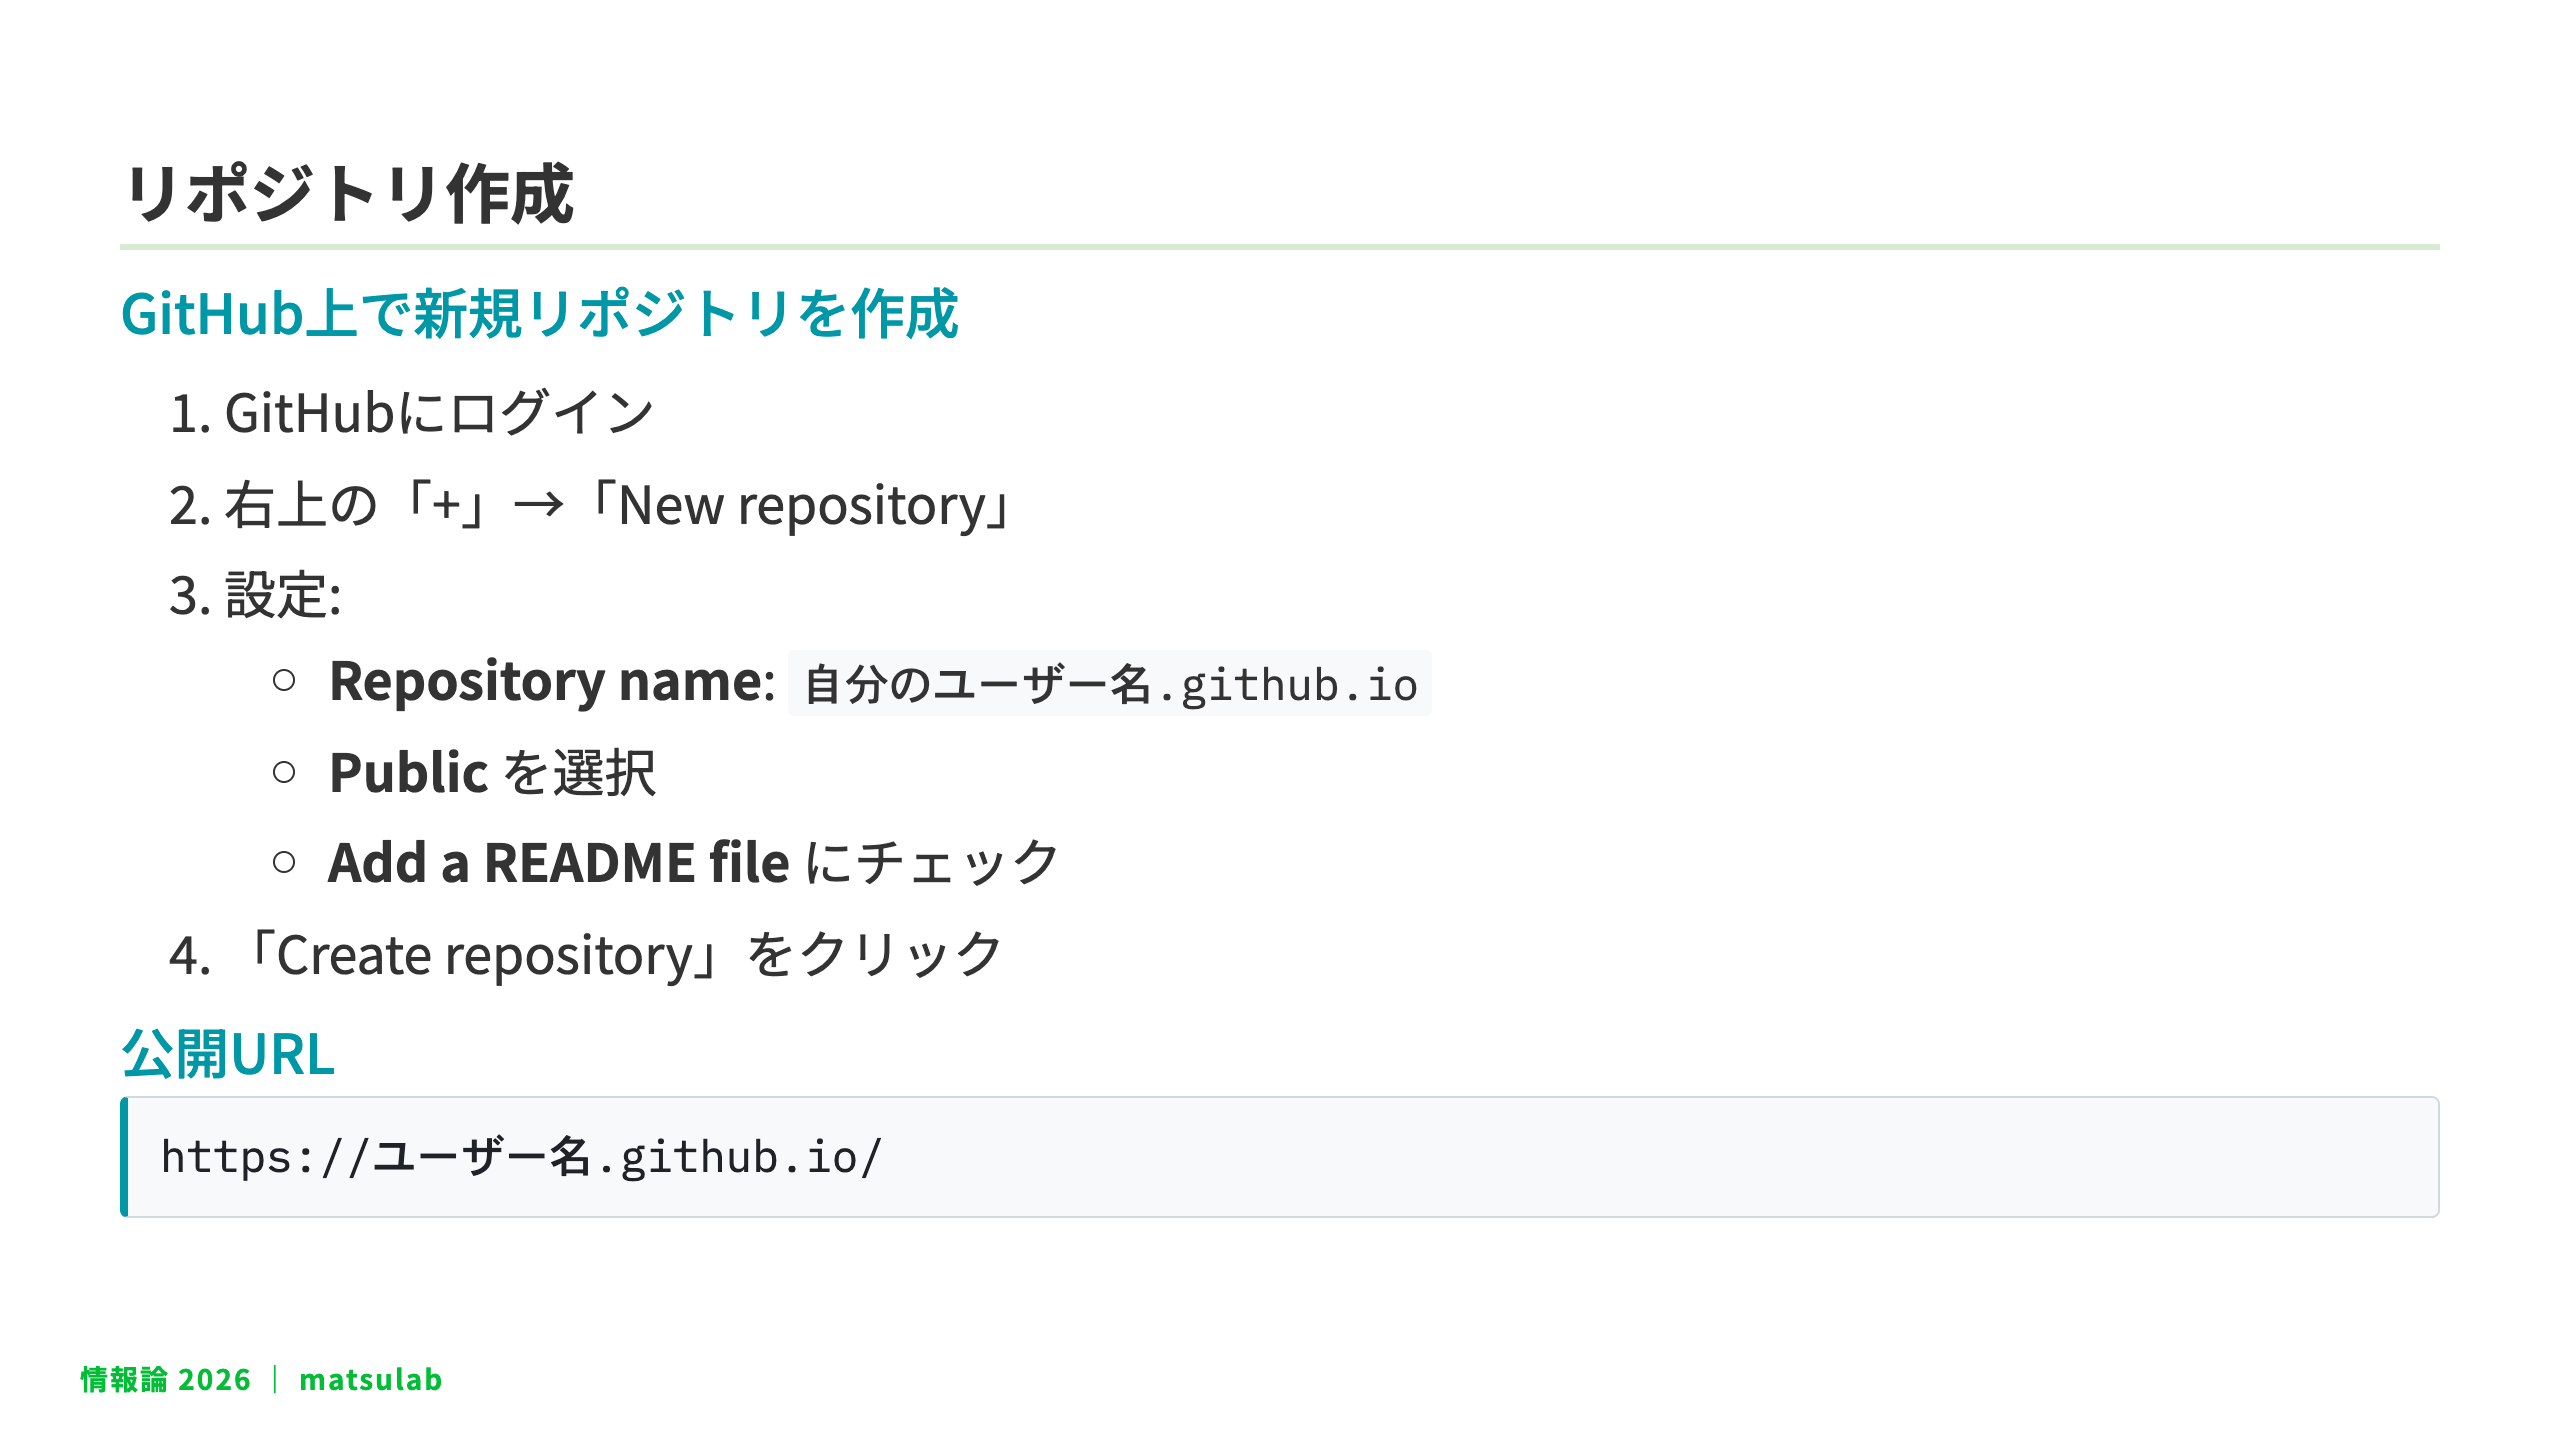 リポジトリ作成
GitHub上で新規リポジトリを作成
1. GitHubにログイン
2. 右上の「+」→「New repository」
3. 設定:
○ Repository name: 自分のユーザー名.github.io
○ Public を選択
○ Add a README file にチェック
4. 「Create repository」をクリック
公開URL
https://ユーザー名.github.io/
情報論 2026 ｜ matsulab